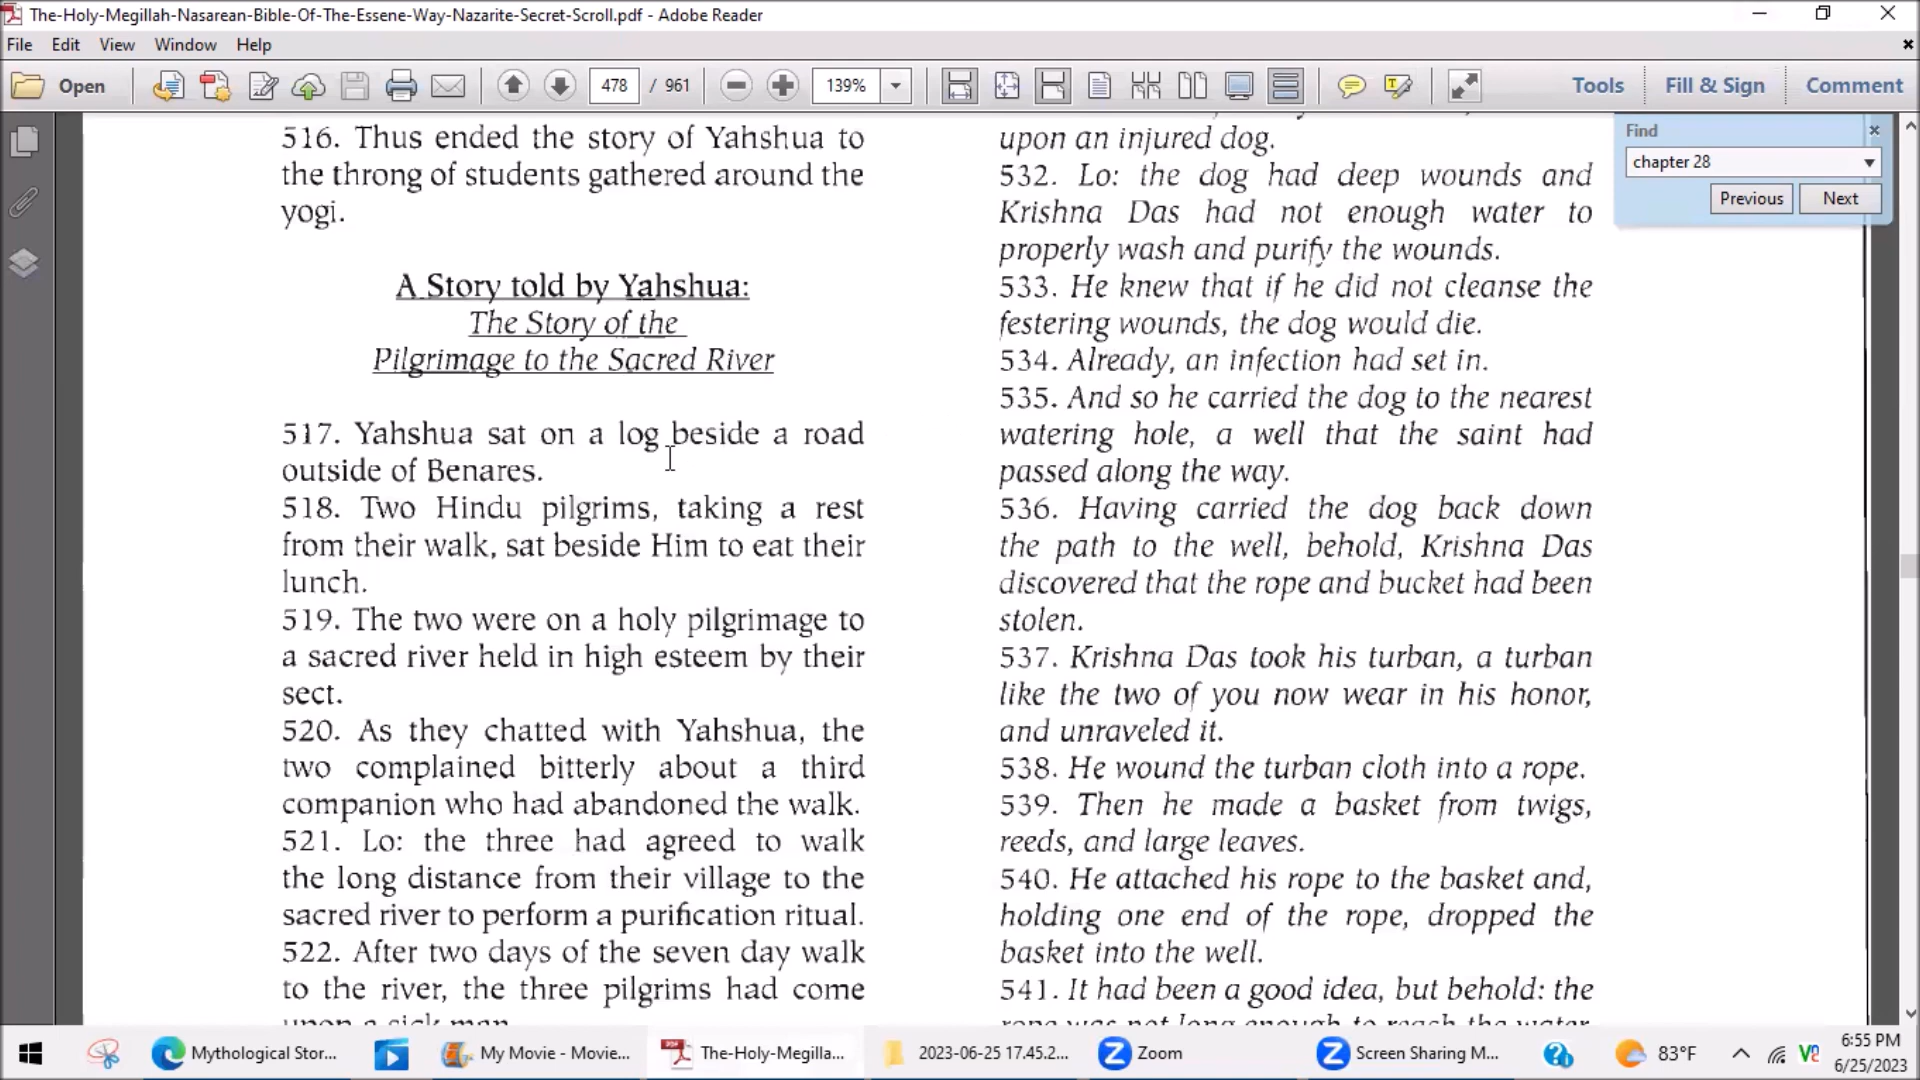 The-Holy-Megillah-Nasarean-Bible-Of-The-Essene-Way-Nazarite-Secret-Scroll.pdf - Adobe Reader
File Edit View Window Help
Open 478 / 961 139% Tools Fill & Sign Comment
Find
chapter 28
Previous Next
516. Thus ended the story of Yahshua to
the throng of students gathered around the
yogi.
A Story told by Yahshua:
The Story of the
Pilgrimage to the Sacred River
517. Yahshua sat on a log beside a road
outside of Benares.
518. Two Hindu pilgrims, taking a rest
from their walk, sat beside Him to eat their
lunch.
519. The two were on a holy pilgrimage to
a sacred river held in high esteem by their
sect.
520. As they chatted with Yahshua, the
two complained bitterly about a third
companion who had abandoned the walk.
521. Lo: the three had agreed to walk
the long distance from their village to the
sacred river to perform a purification ritual.
522. After two days of the seven day walk
to the river, the three pilgrims had come
upon a sick man.
upon an injured dog.
532. Lo: the dog had deep wounds and
Krishna Das had not enough water to
properly wash and purify the wounds.
533. He knew that if he did not cleanse the
festering wounds, the dog would die.
534. Already, an infection had set in.
535. And so he carried the dog to the nearest
watering hole, a well that the saint had
passed along the way.
536. Having carried the dog back down
the path to the well, behold, Krishna Das
discovered that the rope and bucket had been
stolen.
537. Krishna Das took his turban, a turban
like the two of you now wear in his honor,
and unraveled it.
538. He wound the turban cloth into a rope.
539. Then he made a basket from twigs,
reeds, and large leaves.
540. He attached his rope to the basket and,
holding one end of the rope, dropped the
basket into the well.
541. It had been a good idea, but behold: the
rope was not long enough to reach the water
Mythological Stor... My Movie - Movie... The-Holy-Megilla... 2023-06-25 17.45.2... Zoom Screen Sharing M... 83°F 6:55 PM
6/25/2023